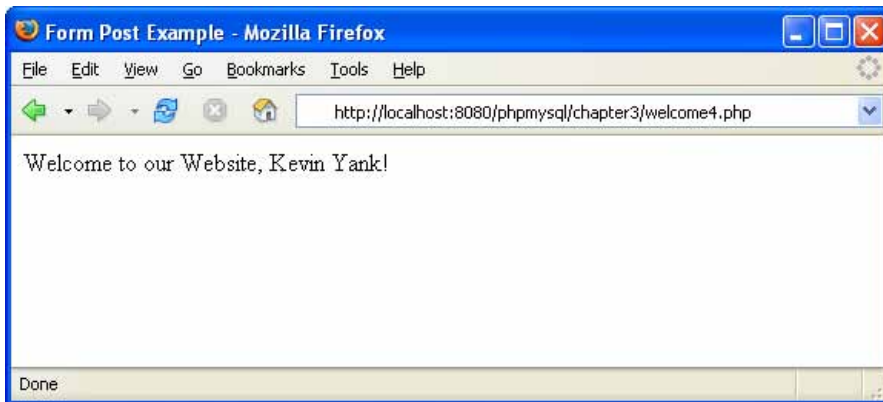 Form Post Example - Mozilla Firefox
File Edit View Go Bookmarks Tools Help
http://localhost:8080/phpmysql/chapter3/welcome4.php
Welcome to our Website, Kevin Yank!
Done